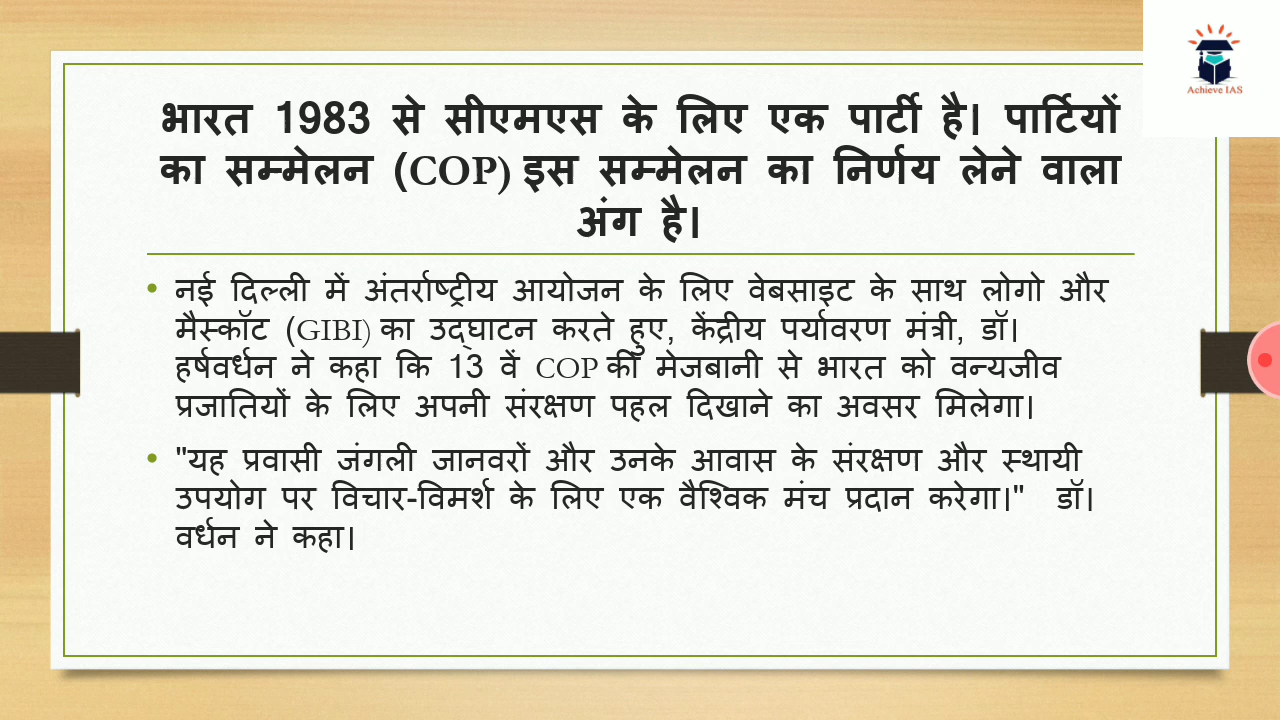 Achieve IAS
भारत 1983 से सीएमएस के लिए एक पार्टी है। पार्टियों
का सम्मेलन (COP) इस सम्मेलन का निर्णय लेने वाला
अंग है।
• नई दिल्ली में अंतर्राष्ट्रीय आयोजन के लिए वेबसाइट के साथ लोगो और
मैस्कॉट (GIBI) का उद्घाटन करते हुए, केंद्रीय पर्यावरण मंत्री, डॉ।
हर्षवर्धन ने कहा कि 13 वें COP की मेजबानी से भारत को वन्यजीव
प्रजातियों के लिए अपनी संरक्षण पहल दिखाने का अवसर मिलेगा।
• "यह प्रवासी जंगली जानवरों और उनके आवास के संरक्षण और स्थायी
उपयोग पर विचार-विमर्श के लिए एक वैश्विक मंच प्रदान करेगा।" डॉ।
वर्धन ने कहा।